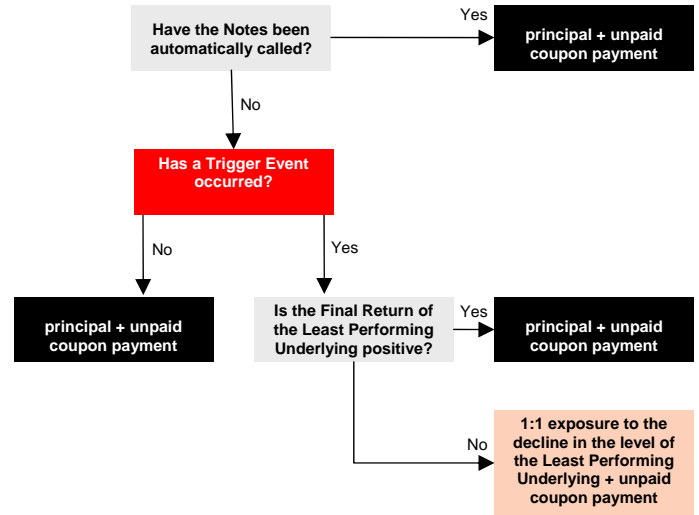 Have the Notes been
automatically called?
Yes
principal + unpaid
coupon payment
No
Has a Trigger Event
occurred?
No
Yes
principal + unpaid
coupon payment
Is the Final Return of
the Least Performing
Underlying positive?
Yes
principal + unpaid
coupon payment
No
1:1 exposure to the
decline in the level of
the Least Performing
Underlying + unpaid
coupon payment